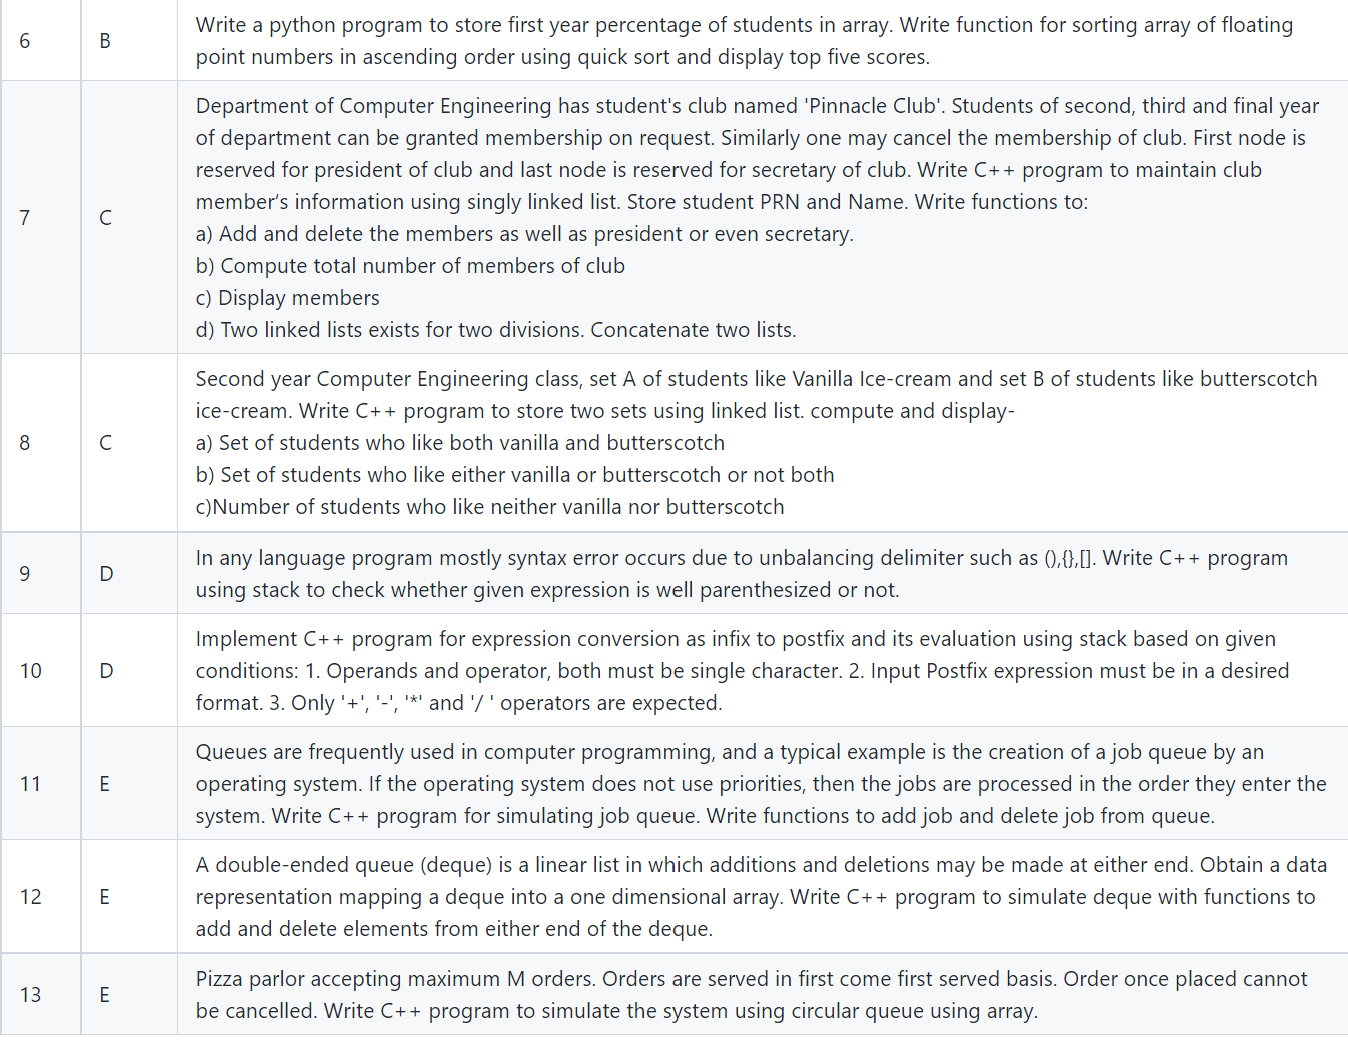 6
B
Write a python program to store first year percentage of students in array. Write function for sorting array of floating
point numbers in ascending order using quick sort and display top five scores.
7
C
Department of Computer Engineering has student's club named 'Pinnacle Club'. Students of second, third and final year
of department can be granted membership on request. Similarly one may cancel the membership of club. First node is
reserved for president of club and last node is reserved for secretary of club. Write C++ program to maintain club
member‘s information using singly linked list. Store student PRN and Name. Write functions to:
a) Add and delete the members as well as president or even secretary.
b) Compute total number of members of club
c) Display members
d) Two linked lists exists for two divisions. Concatenate two lists.
8
C
Second year Computer Engineering class, set A of students like Vanilla Ice-cream and set B of students like butterscotch
ice-cream. Write C++ program to store two sets using linked list. compute and display-
a) Set of students who like both vanilla and butterscotch
b) Set of students who like either vanilla or butterscotch or not both
c)Number of students who like neither vanilla nor butterscotch
9
D
In any language program mostly syntax error occurs due to unbalancing delimiter such as (),{},[]. Write C++ program
using stack to check whether given expression is well parenthesized or not.
10
D
Implement C++ program for expression conversion as infix to postfix and its evaluation using stack based on given
conditions: 1. Operands and operator, both must be single character. 2. Input Postfix expression must be in a desired
format. 3. Only '+', '-', '*' and '/ ' operators are expected.
11
E
Queues are frequently used in computer programming, and a typical example is the creation of a job queue by an
operating system. If the operating system does not use priorities, then the jobs are processed in the order they enter the
system. Write C++ program for simulating job queue. Write functions to add job and delete job from queue.
12
E
A double-ended queue (deque) is a linear list in which additions and deletions may be made at either end. Obtain a data
representation mapping a deque into a one dimensional array. Write C++ program to simulate deque with functions to
add and delete elements from either end of the deque.
13
E
Pizza parlor accepting maximum M orders. Orders are served in first come first served basis. Order once placed cannot
be cancelled. Write C++ program to simulate the system using circular queue using array.